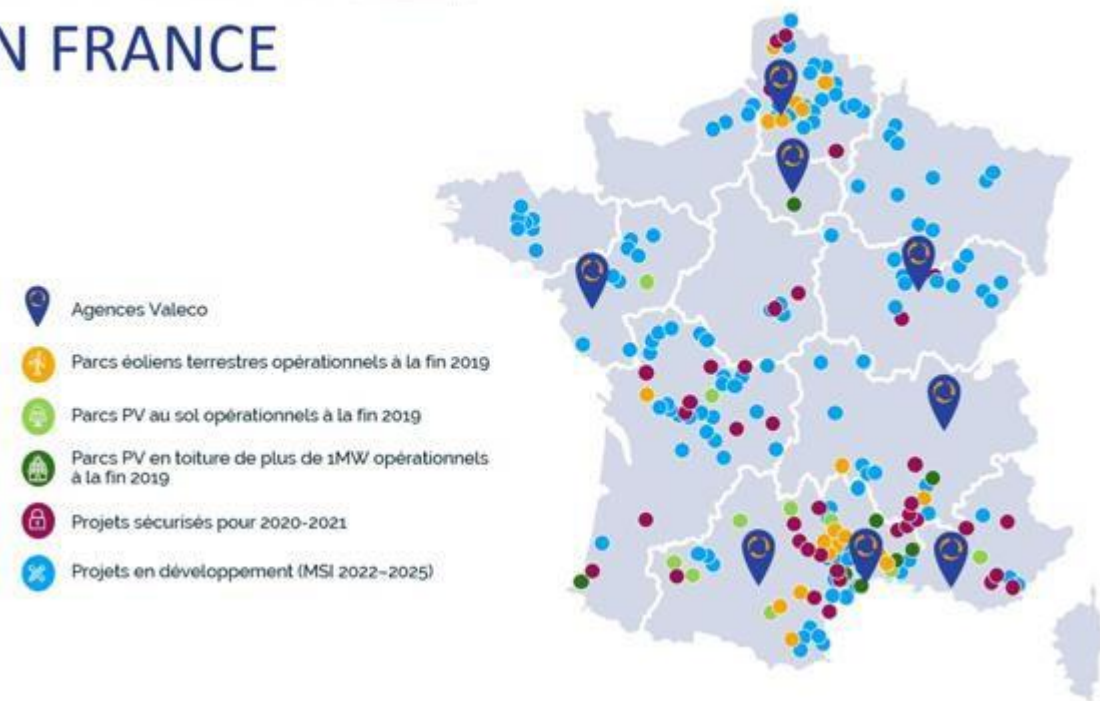 N FRANCE
Agences Valeco
Parcs éoliens terrestres opérationnels à la fin 2019
Parcs PV au sol opérationnels à la fin 2019
Parcs PV en toiture de plus de 1MW opérationnels
à la fin 2019
Projets sécurisés pour 2020-2021
Projets en développement (MSI 2022-2025)